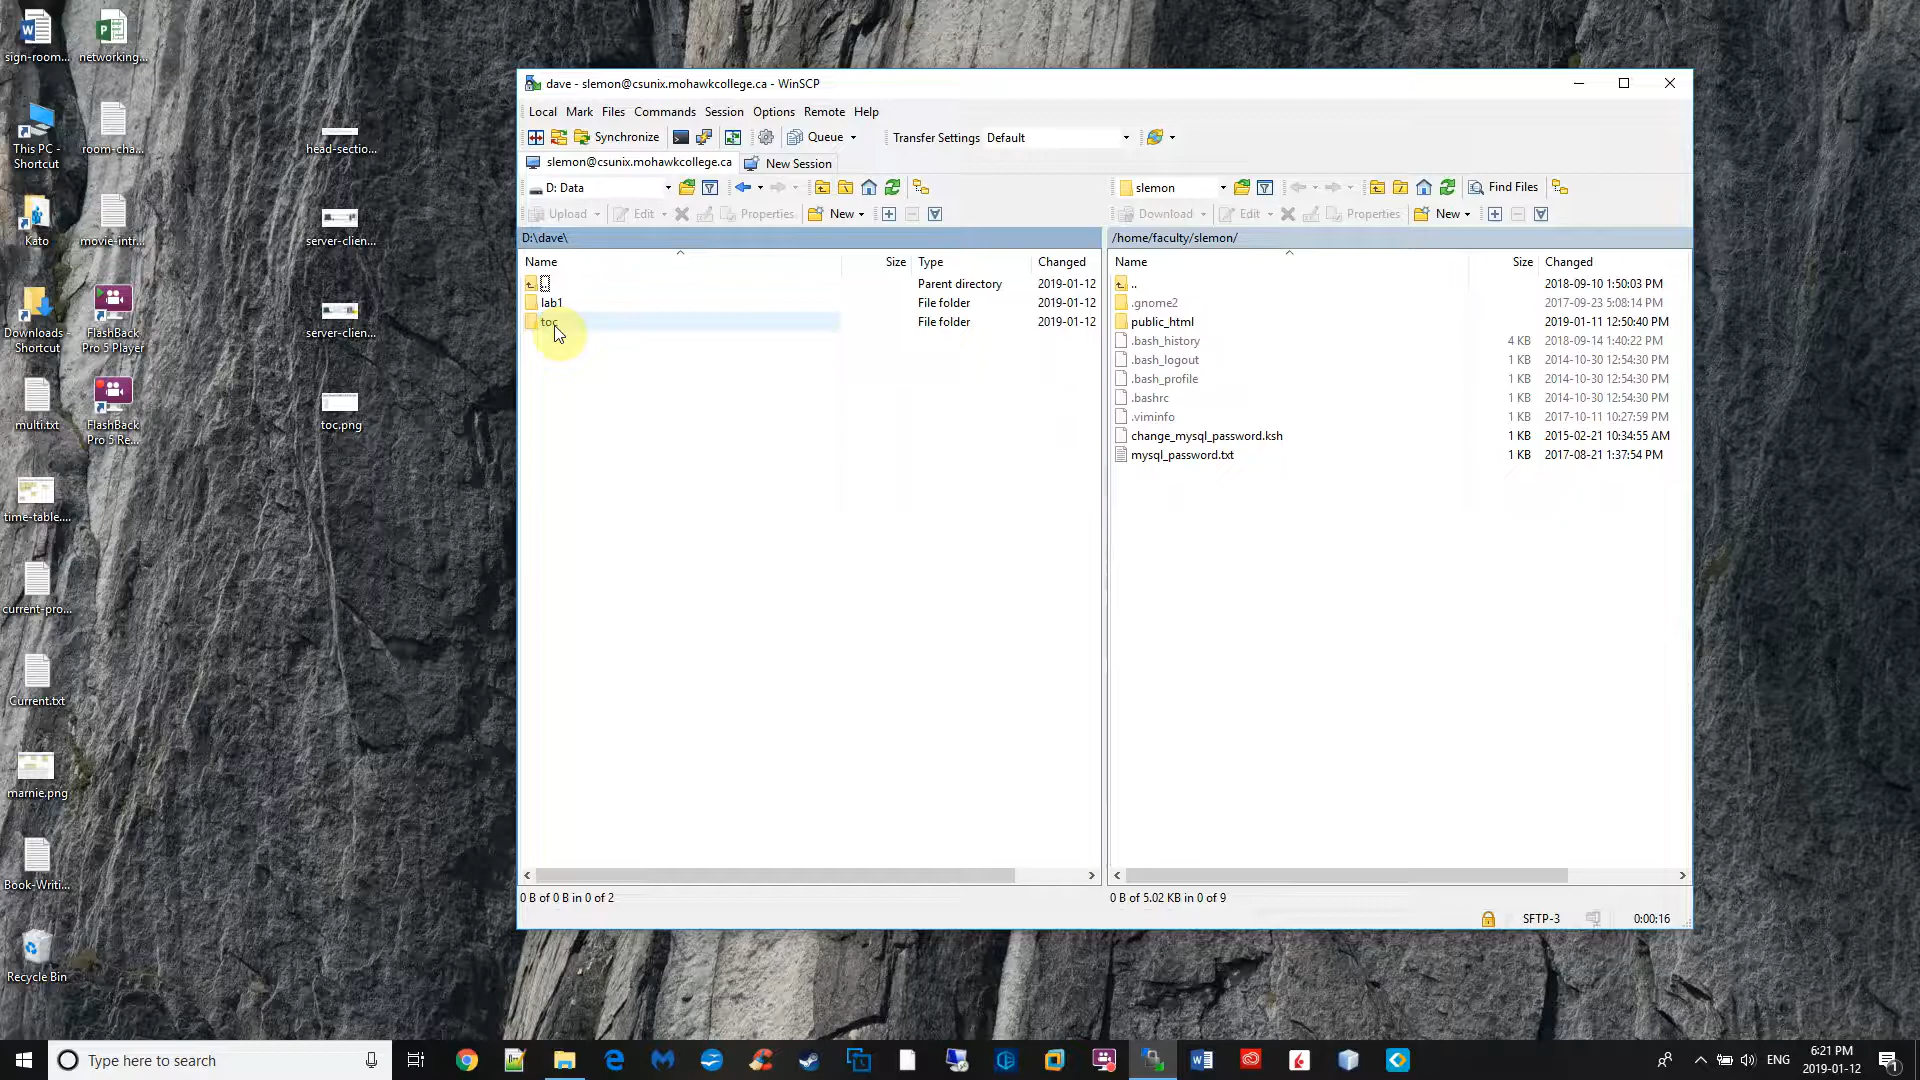 sign-room...
networking...
This PC -
Shortcut
room-cha...
head-sectio...
Kato
movie-intr...
server-clien...
Downloads -
Shortcut
FlashBack
Pro 5 Player
server-clien...
multi.txt
FlashBack
Pro 5 Re...
toc.png
time-table....
current-pro...
Current.txt
marnie.png
Book-Writi...
Recycle Bin
dave - slemon@csunix.mohawkcollege.ca - WinSCP
Local Mark Files Commands Session Options Remote Help
Synchronize Queue Transfer Settings Default
slemon@csunix.mohawkcollege.ca New Session
D: Data
slemon Find Files
Upload Edit Properties New
Download Edit Properties New
D:\dave\
Name Size Type Changed
Parent directory 2019-01-12
lab1 File folder 2019-01-12
toc File folder 2019-01-12
0 B of 0 B in 0 of 2
/home/faculty/slemon/
Name Size Changed
.. 2018-09-10 1:50:03 PM
.gnome2 2017-09-23 5:08:14 PM
public_html 2019-01-11 12:50:40 PM
.bash_history 4 KB 2018-09-14 1:40:22 PM
.bash_logout 1 KB 2014-10-30 12:54:30 PM
.bash_profile 1 KB 2014-10-30 12:54:30 PM
.bashrc 1 KB 2014-10-30 12:54:30 PM
.viminfo 1 KB 2017-10-11 10:27:59 PM
change_mysql_password.ksh 1 KB 2015-02-21 10:34:55 AM
mysql_password.txt 1 KB 2017-08-21 1:37:54 PM
0 B of 5.02 KB in 0 of 9
SFTP-3 0:00:16
Type here to search
ENG
6:21 PM
2019-01-12
1